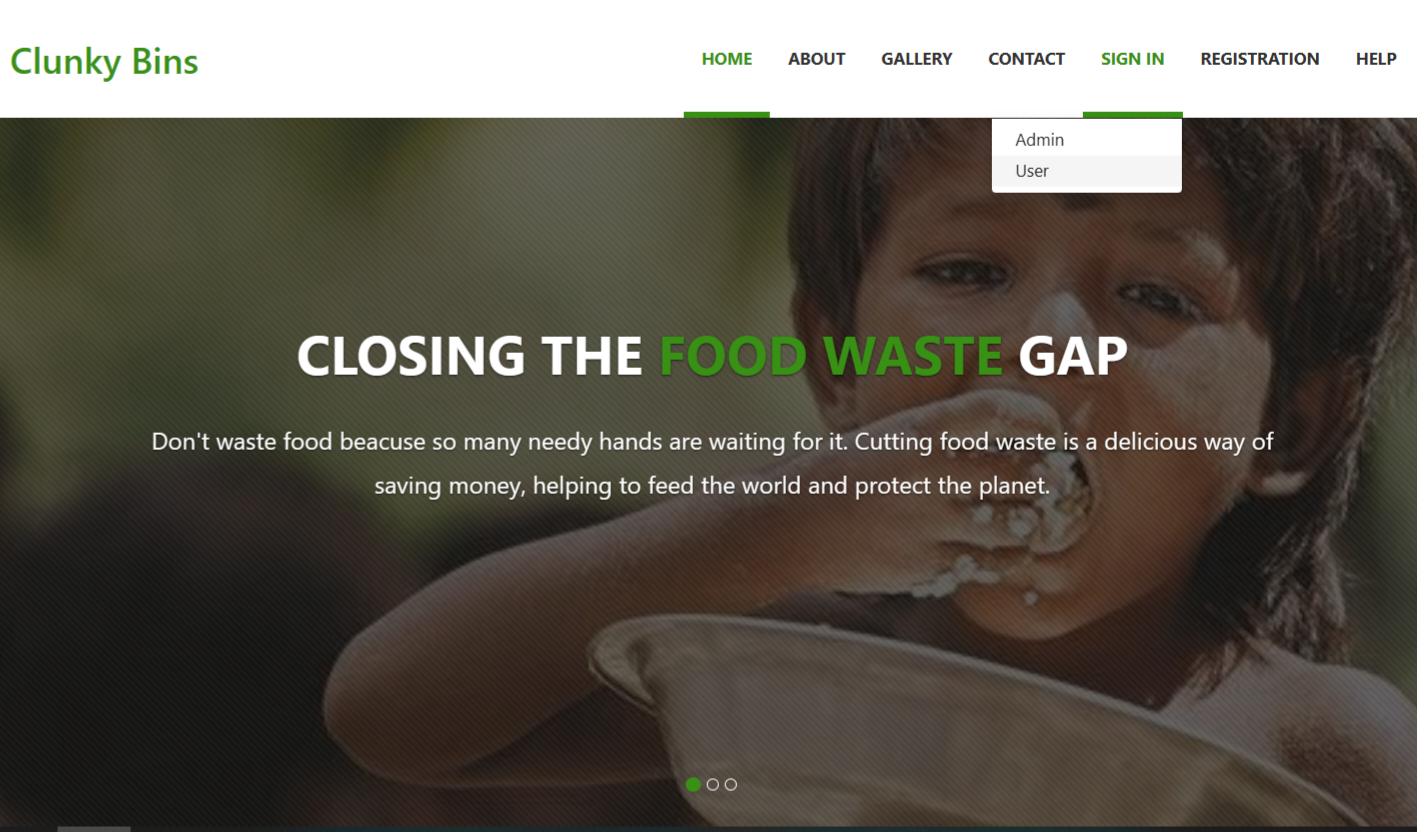 Clunky Bins
HOME ABOUT GALLERY CONTACT SIGN IN REGISTRATION HELP
Admin
User
CLOSING THE FOOD WASTE GAP
Don't waste food beacuse so many needy hands are waiting for it. Cutting food waste is a delicious way of
saving money, helping to feed the world and protect the planet.